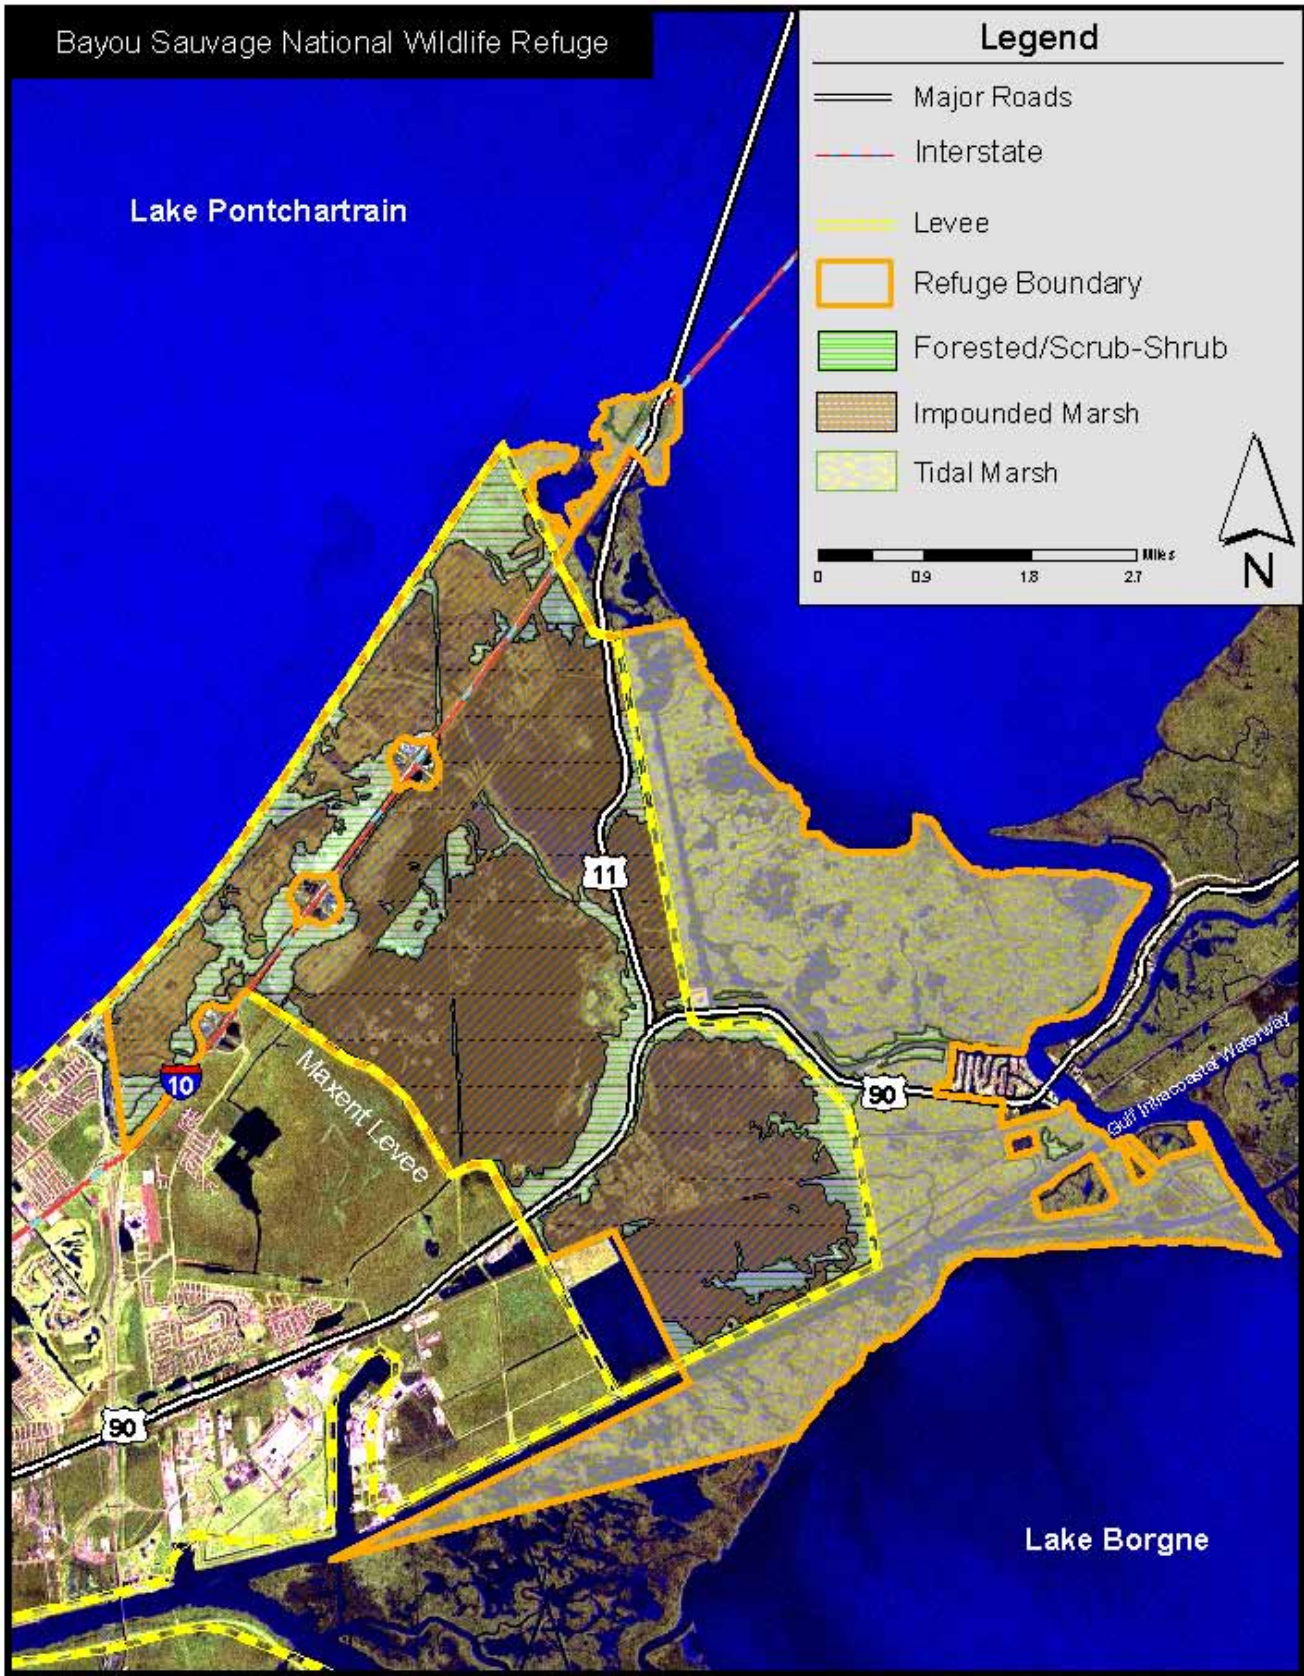 Bayou Sauvage National Wildlife Refuge
Legend
Major Roads
Interstate
Levee
Refuge Boundary
Forested/Scrub-Shrub
Impounded Marsh
Tidal Marsh
Miles
0 0.9 1.8 2.7
N
Lake Pontchartrain
11
10
Maxent Levee
90
Gulf Intracoastal Waterway
90
Lake Borgne